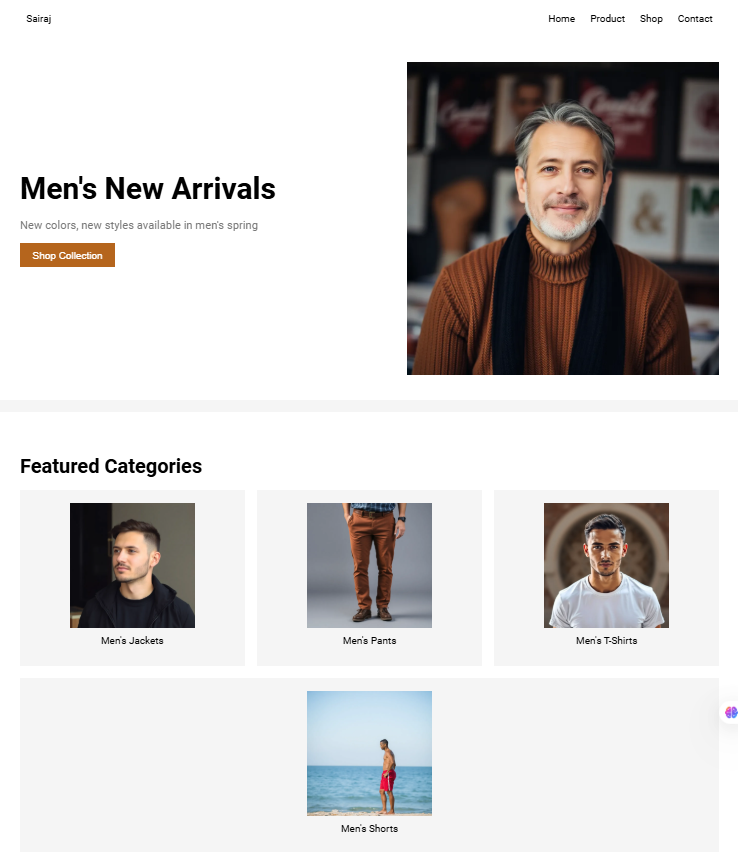 Sairaj
Home Product Shop Contact
Men's New Arrivals
New colors, new styles available in men's spring
Shop Collection
&
M
Featured Categories
Men's Jackets
Men's Pants
Men's T-Shirts
Men's Shorts